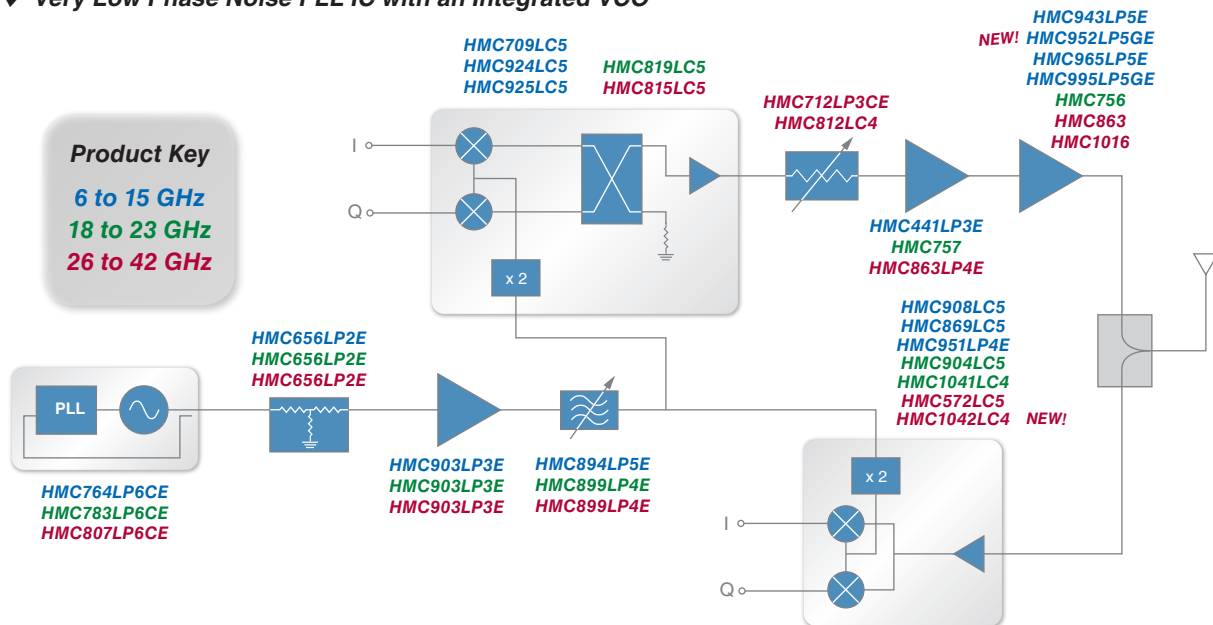 Very Low Phase Noise PLL IC with an Integrated VCO
HMC709LC5
HMC924LC5
HMC925LC5
HMC819LC5
HMC815LC5
HMC712LP3CE
HMC812LC4
HMC943LP5E
NEW! HMC952LP5GE
HMC965LP5E
HMC995LP5GE
HMC756
HMC863
HMC1016
Product Key
6 to 15 GHz
18 to 23 GHz
26 to 42 GHz
I
Q
x 2
HMC441LP3E
HMC757
HMC863LP4E
HMC656LP2E
HMC656LP2E
HMC656LP2E
PLL
HMC764LP6CE
HMC783LP6CE
HMC807LP6CE
HMC903LP3E
HMC903LP3E
HMC903LP3E
HMC894LP5E
HMC899LP4E
HMC899LP4E
HMC908LC5
HMC869LC5
HMC951LP4E
HMC904LC5
HMC1041LC4
HMC572LC5
HMC1042LC4 NEW!
x 2
I
Q